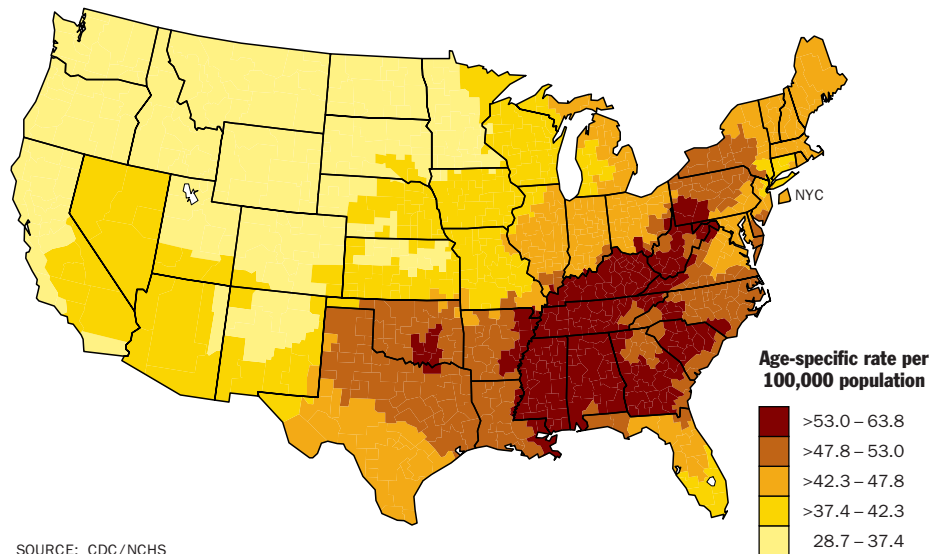 NYC
Age-specific rate per
100,000 population
>53.0 – 63.8
>47.8 – 53.0
>42.3 – 47.8
>37.4 – 42.3
28.7 – 37.4
SOURCE: CDC/NCHS